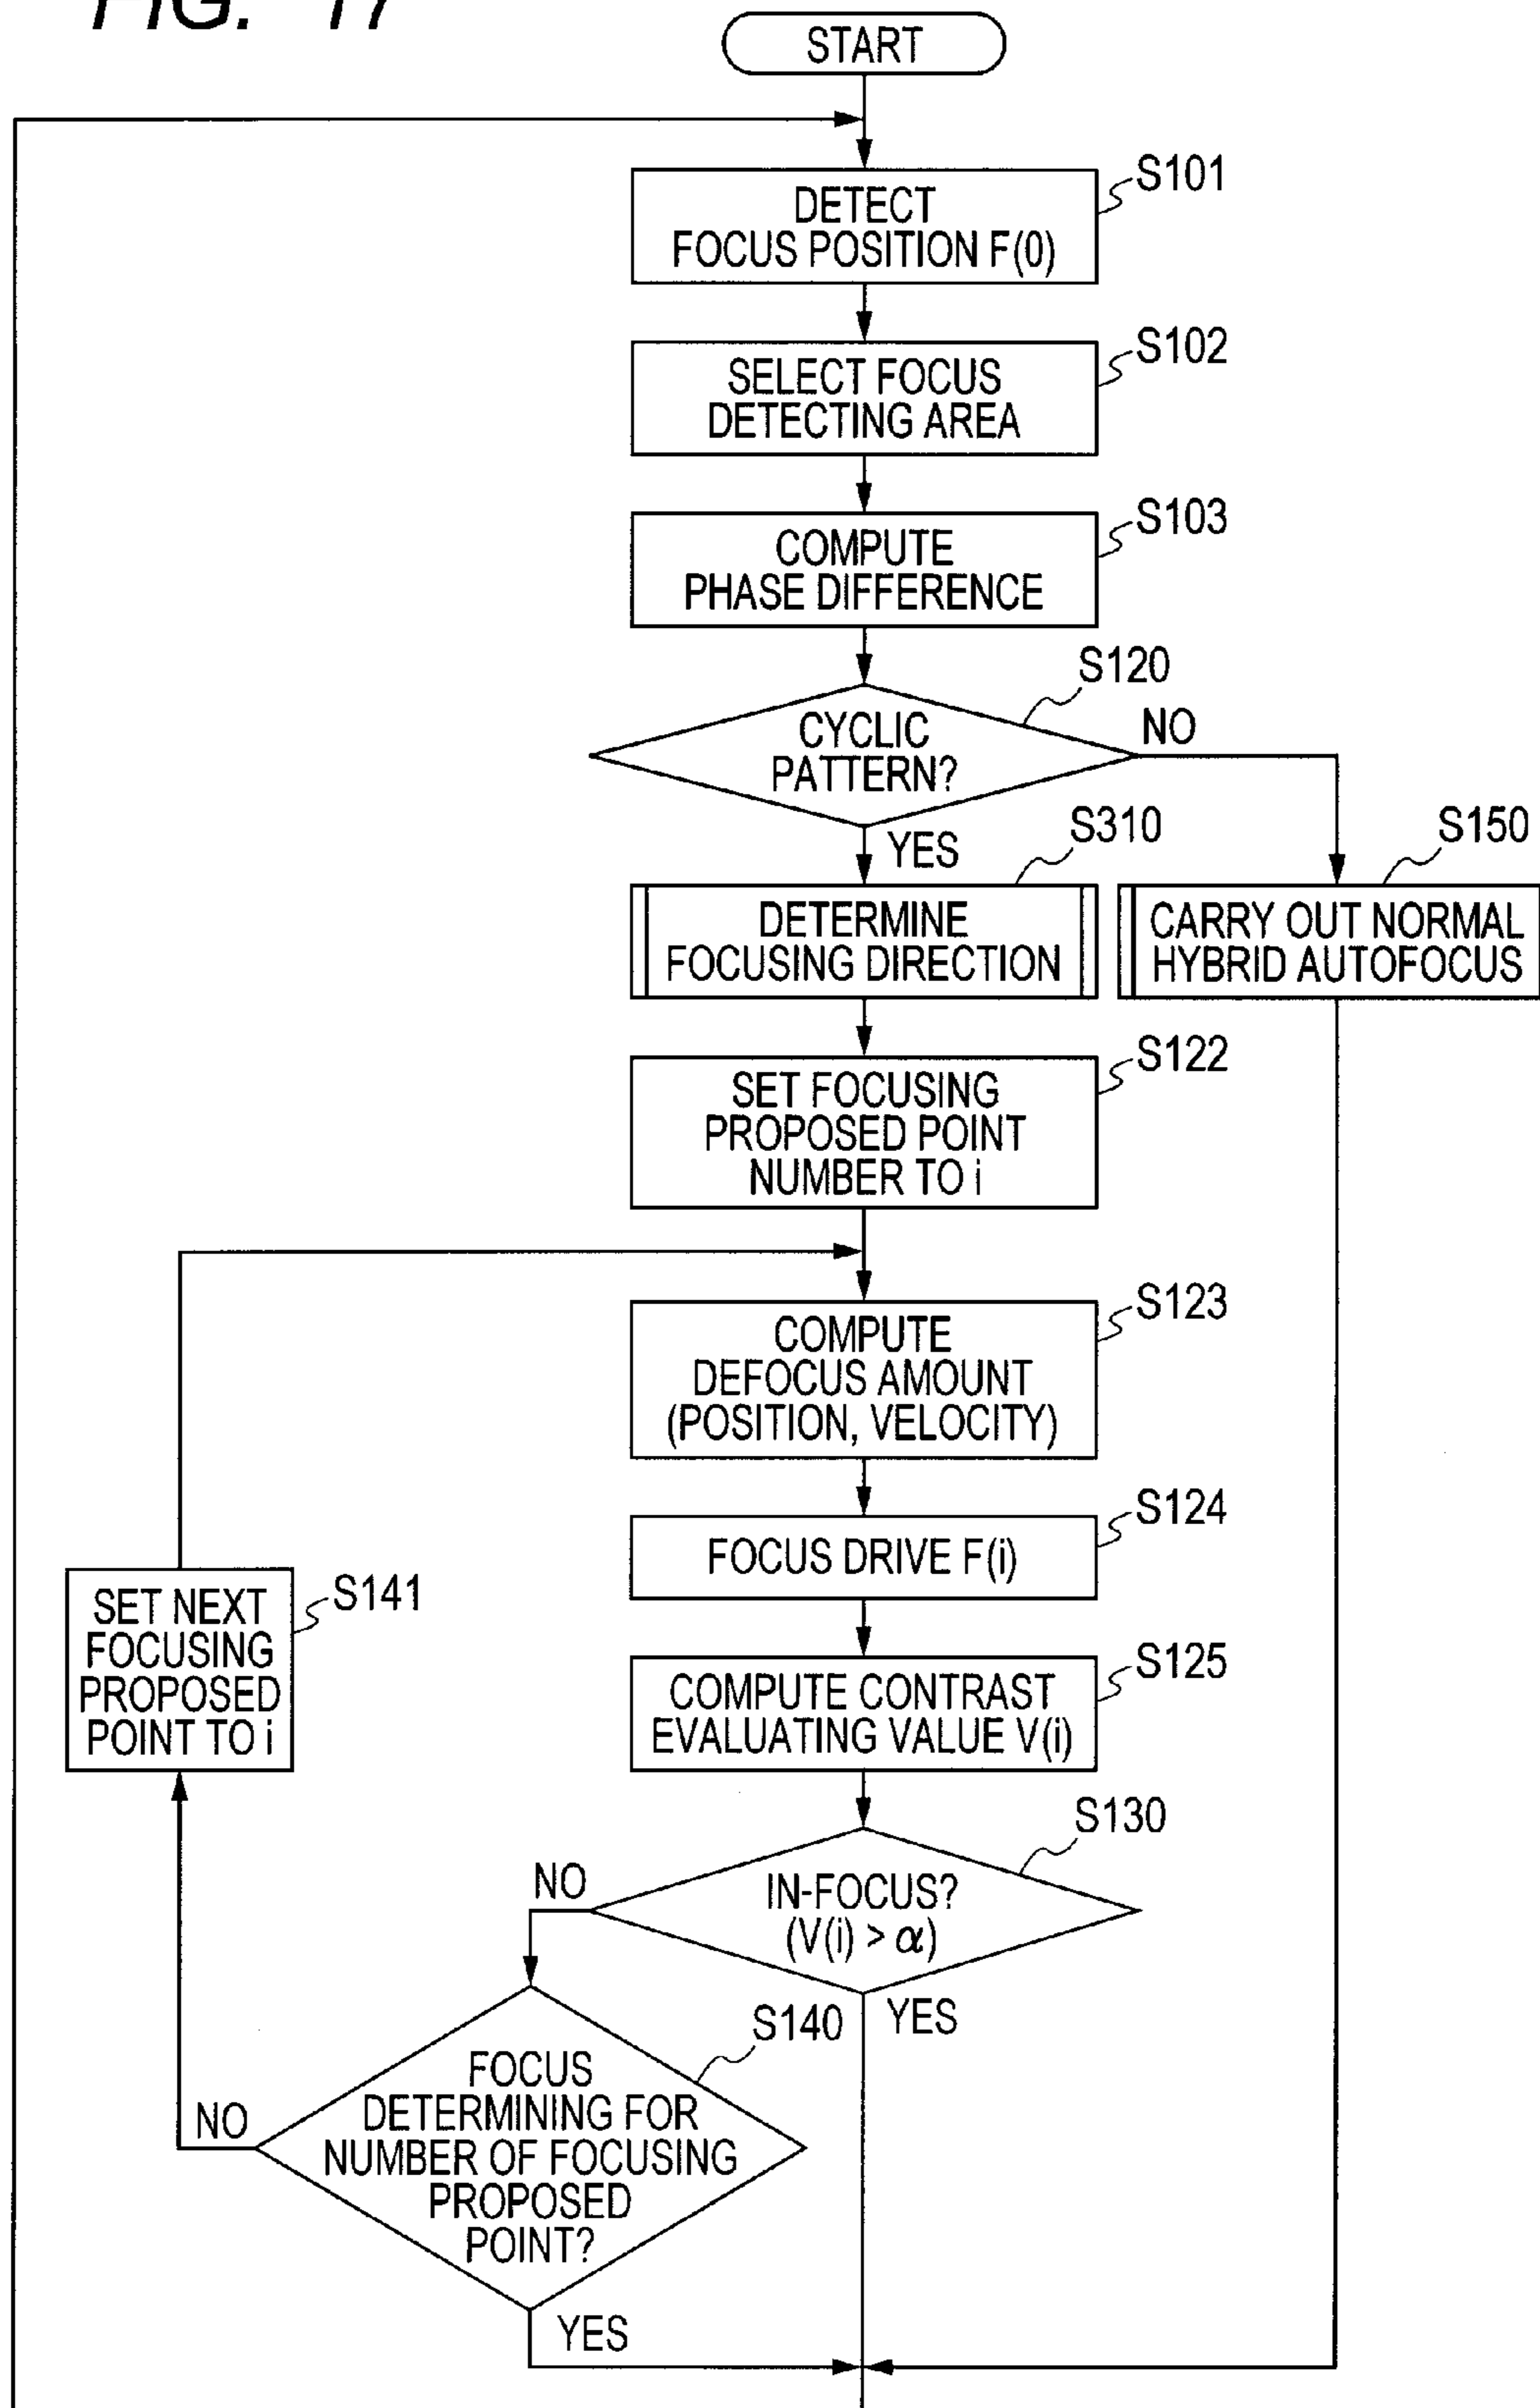 FIG. 17
START
S101
DETECT
FOCUS POSITION F(0)
S102
SELECT FOCUS
DETECTING AREA
S103
COMPUTE
PHASE DIFFERENCE
S120
CYCLIC
PATTERN?
NO
YES
S310
DETERMINE
FOCUSING DIRECTION
S150
CARRY OUT NORMAL
HYBRID AUTOFOCUS
S122
SET FOCUSING
PROPOSED POINT
NUMBER TO i
S123
COMPUTE
DEFOCUS AMOUNT
(POSITION, VELOCITY)
S124
FOCUS DRIVE F(i)
S141
SET NEXT
FOCUSING
PROPOSED
POINT TO i
S125
COMPUTE CONTRAST
EVALUATING VALUE V(i)
S130
IN-FOCUS?
(V(i) > α)
NO
YES
S140
FOCUS
DETERMINING FOR
NUMBER OF FOCUSING
PROPOSED
POINT?
NO
YES